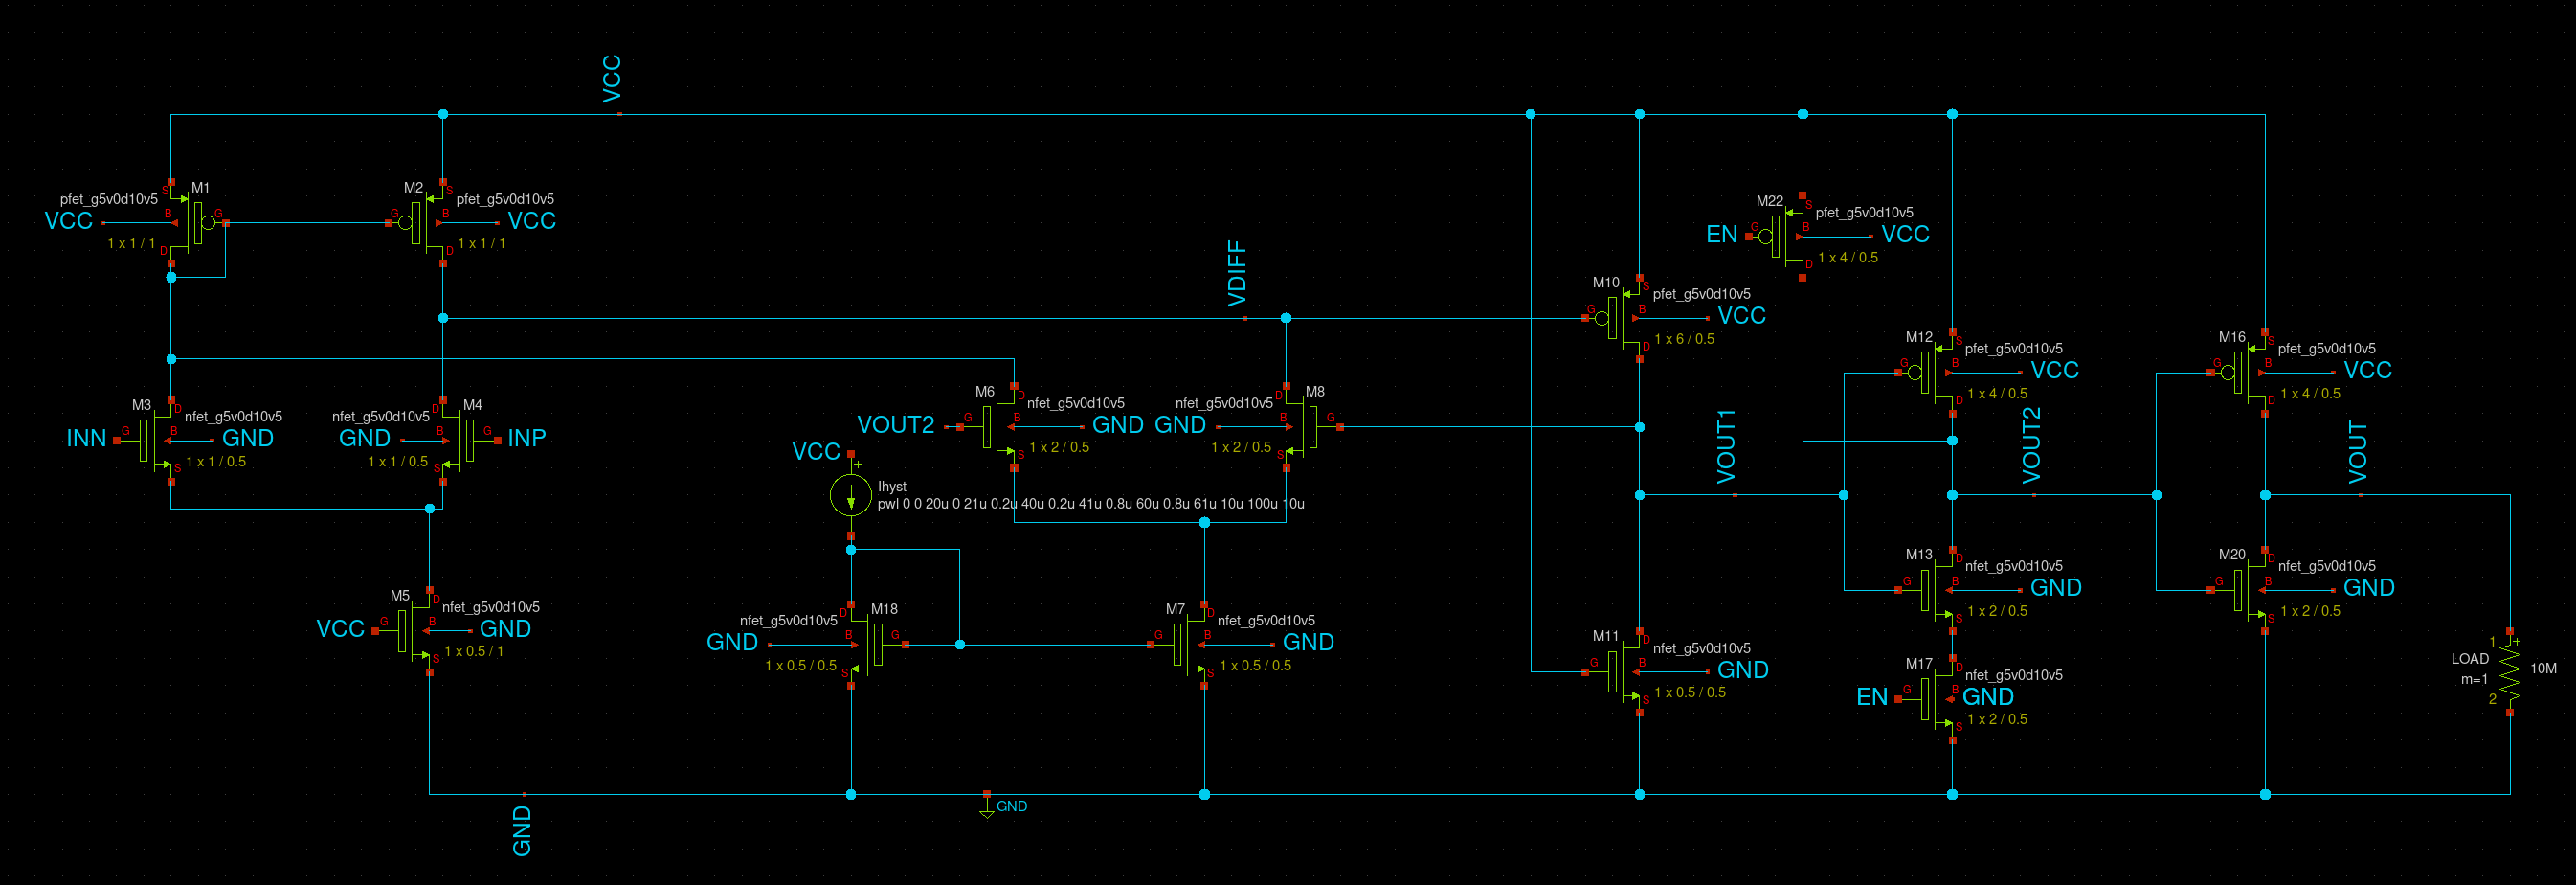 VCC
M1
pfet_g5v0d10v5
S
B
G
D
VCC
1 x 1 / 1
M2
pfet_g5v0d10v5
S
B
G
D
VCC
1 x 1 / 1
M22
pfet_g5v0d10v5
S
B
G
D
EN
VCC
1 x 4 / 0.5
VDIFF
M10
pfet_g5v0d10v5
S
B
G
D
VCC
1 x 6 / 0.5
M12
pfet_g5v0d10v5
S
B
G
D
VCC
1 x 4 / 0.5
M16
pfet_g5v0d10v5
S
B
G
D
VCC
1 x 4 / 0.5
M3
nfet_g5v0d10v5
D
B
G
S
INN
GND
1 x 1 / 0.5
M4
nfet_g5v0d10v5
D
B
G
S
GND
INP
1 x 1 / 0.5
M6
nfet_g5v0d10v5
D
B
G
S
VOUT2
GND
1 x 2 / 0.5
M8
nfet_g5v0d10v5
D
B
G
S
GND
1 x 2 / 0.5
VOUT1
VOUT2
VOUT
VCC
+
Ihyst
pwl 0 0 20u 0 21u 0.2u 40u 0.2u 41u 0.8u 60u 0.8u 61u 10u 100u 10u
M5
nfet_g5v0d10v5
D
B
G
S
VCC
GND
1 x 0.5 / 1
M18
nfet_g5v0d10v5
D
B
G
S
GND
1 x 0.5 / 0.5
M7
nfet_g5v0d10v5
D
B
G
S
GND
1 x 0.5 / 0.5
M11
nfet_g5v0d10v5
D
B
G
S
GND
1 x 0.5 / 0.5
M13
nfet_g5v0d10v5
D
B
G
S
GND
1 x 2 / 0.5
M17
nfet_g5v0d10v5
D
B
G
S
EN
GND
1 x 2 / 0.5
M20
nfet_g5v0d10v5
D
B
G
S
GND
1 x 2 / 0.5
1
+
LOAD
10M
m=1
2
GND
GND